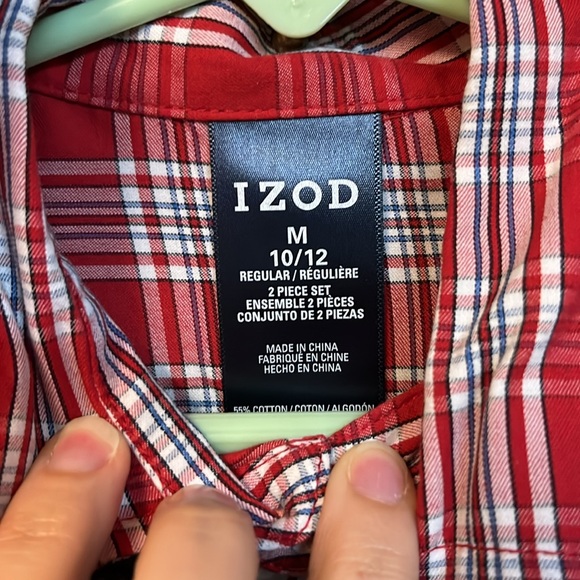 IZOD
M
10/12
REGULAR / RÉGULIÈRE
2 PIECE SET
ENSEMBLE 2 PIÈCES
CONJUNTO DE 2 PIEZAS
MADE IN CHINA
FABRIQUÉ EN CHINE
HECHO EN CHINA
55% COTTON / COTON / ALGODÓN